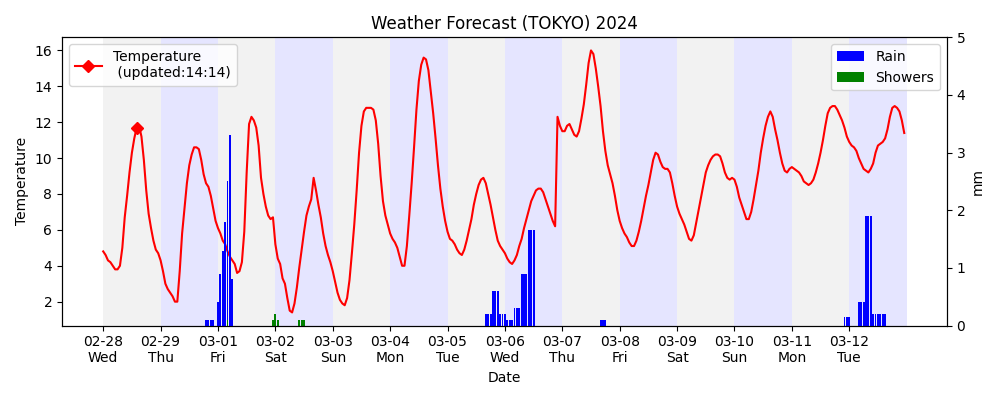 Weather Forecast (TOKYO) 2024
Temperature
(updated:14:14)
Rain
Showers
Temperature
16
14
12
10
8
6
4
2
5
4
3
2
1
0
mm
02-28 02-29 03-01 03-02 03-03 03-04 03-05 03-06 03-07 03-08 03-09 03-10 03-11 03-12
Wed Thu Fri Sat Sun Mon Tue Wed Thu Fri Sat Sun Mon Tue
Date